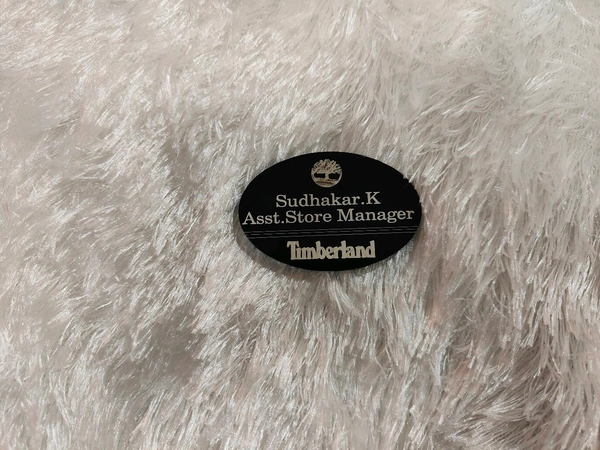 Sudhakar.K
Asst.Store Manager
Timberland